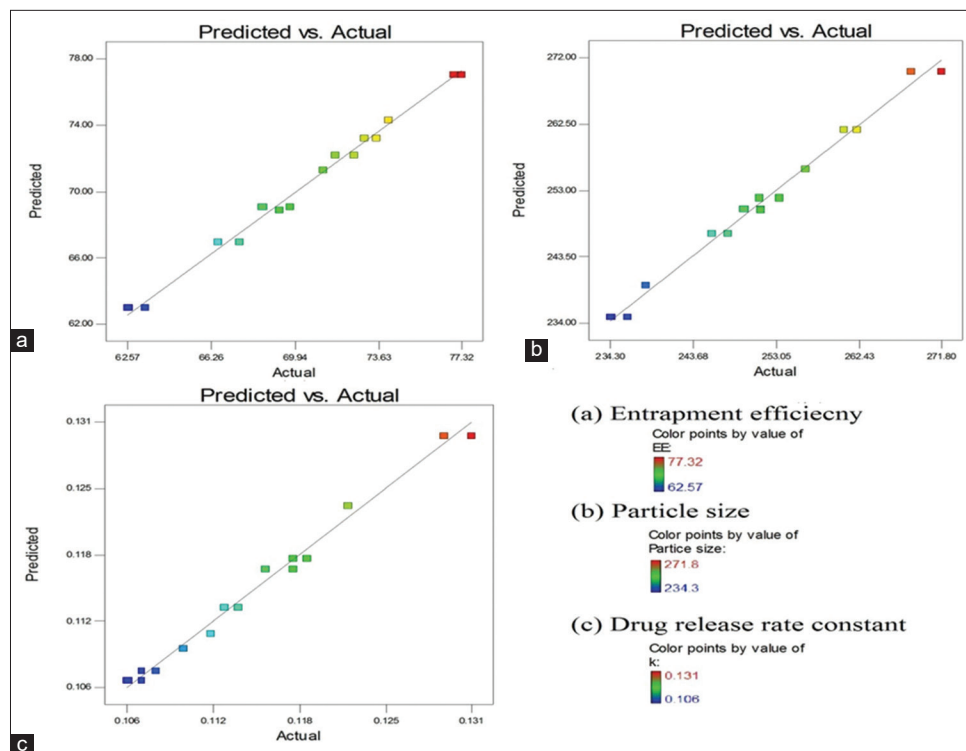 Predicted vs. Actual
78.00
74.00
70.00
66.00
62.00
Predicted
62.57 66.26 69.94 73.63 77.32
Actual
a
Predicted vs. Actual
272.00
262.50
253.00
243.50
234.00
Predicted
234.30 243.68 253.05 262.43 271.80
Actual
b
Predicted vs. Actual
0.131
0.125
0.118
0.112
0.106
Predicted
0.106 0.112 0.118 0.125 0.131
Actual
c
(a) Entrapment efficiecny
Color points by value of
EE:
77.32
62.57
(b) Particle size
Color points by value of
Partice size:
271.8
234.3
(c) Drug release rate constant
Color points by value of
k:
0.131
0.106